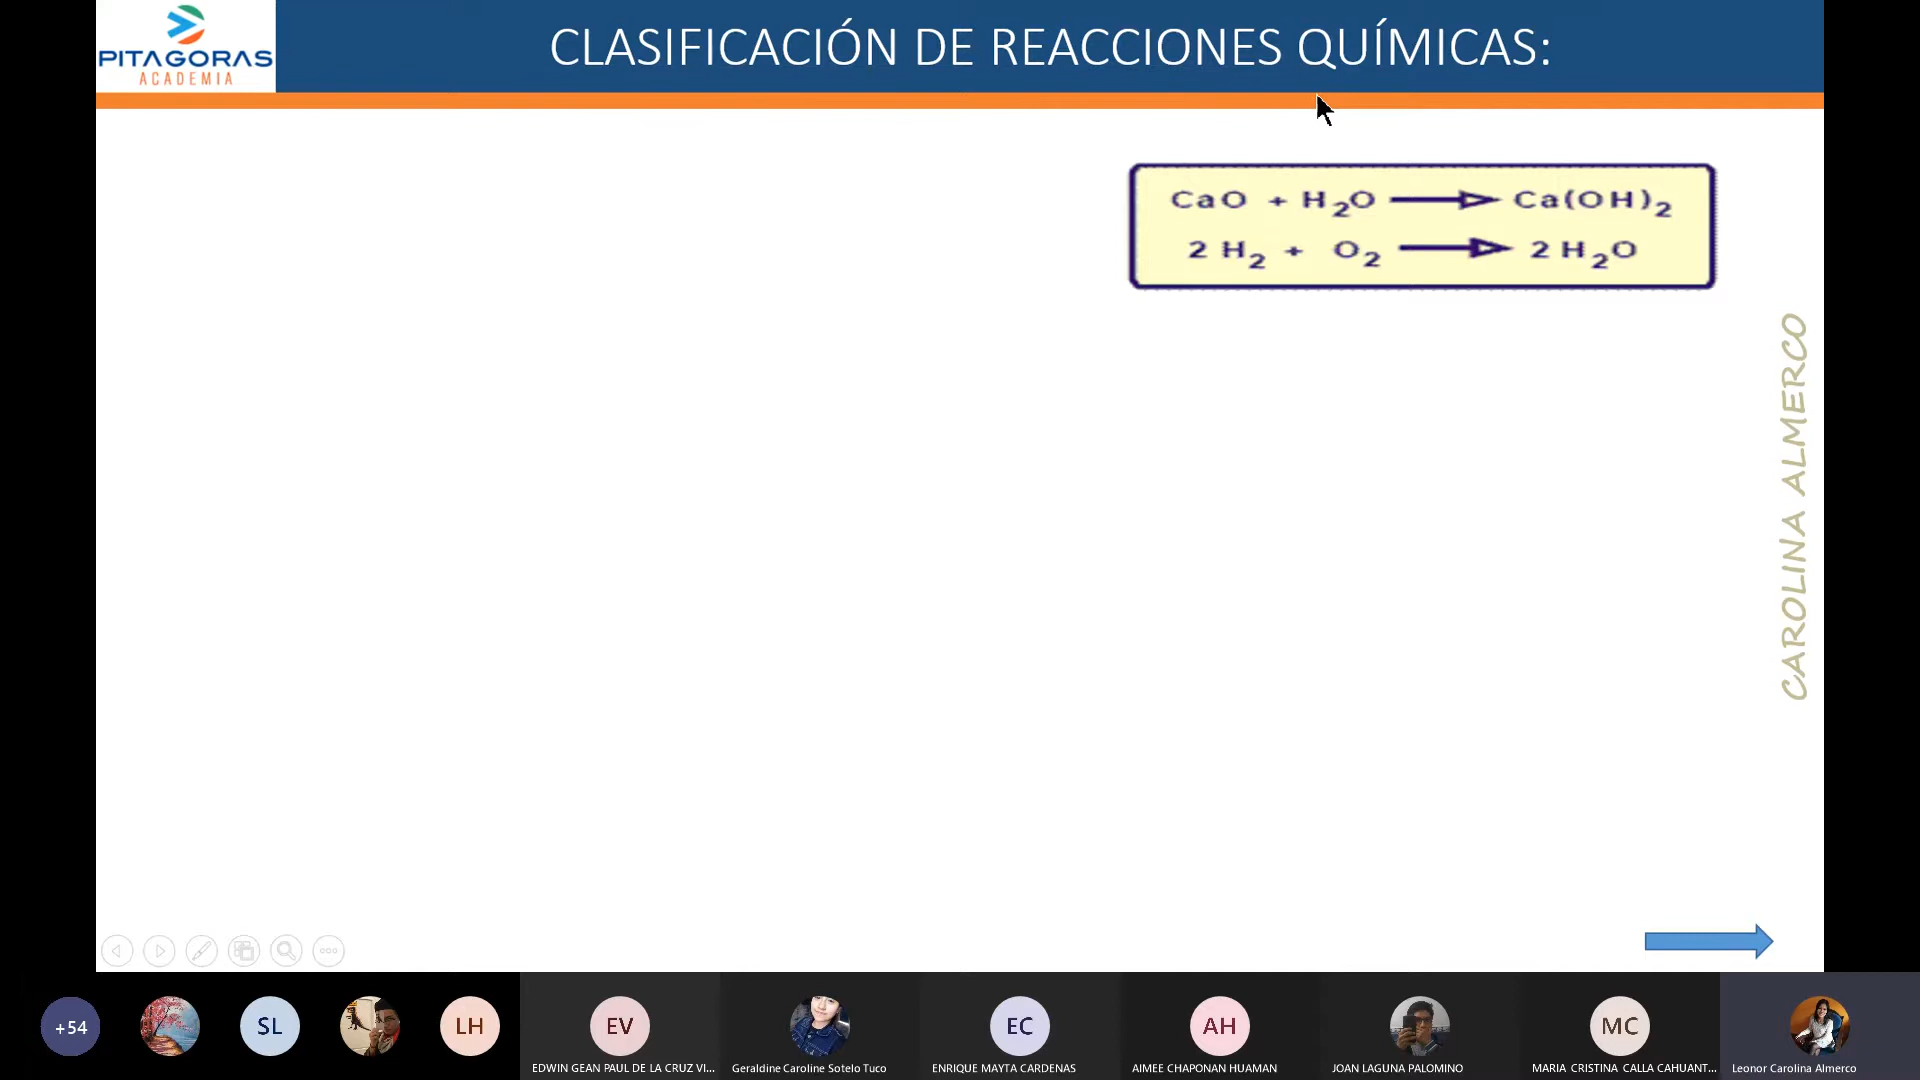 PITAGORAS
ACADEMIA
CLASIFICACIÓN DE REACCIONES QUÍMICAS:
CaO + H₂O → Ca(OH)₂
2 H₂ + O₂ → 2 H₂O
CAROLINA ALMERCO
+54
SL
LH
EV
EC
AH
MC
EDWIN GEAN PAUL DE LA CRUZ VI...
Geraldine Caroline Sotelo Tuco
ENRIQUE MAYTA CARDENAS
AIMEE CHAPONAN HUAMAN
JOAN LAGUNA PALOMINO
MARIA CRISTINA CALLA CAHUANT...
Leonor Carolina Almerco